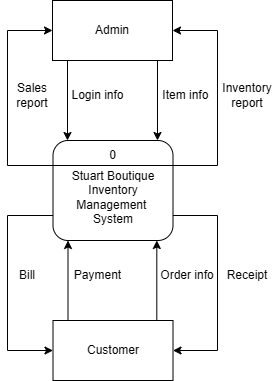 Admin
Sales
report
Login info
Item info
Inventory
report
0
Stuart Boutique
Inventory
Management
System
Bill
Payment
Order info
Receipt
Customer